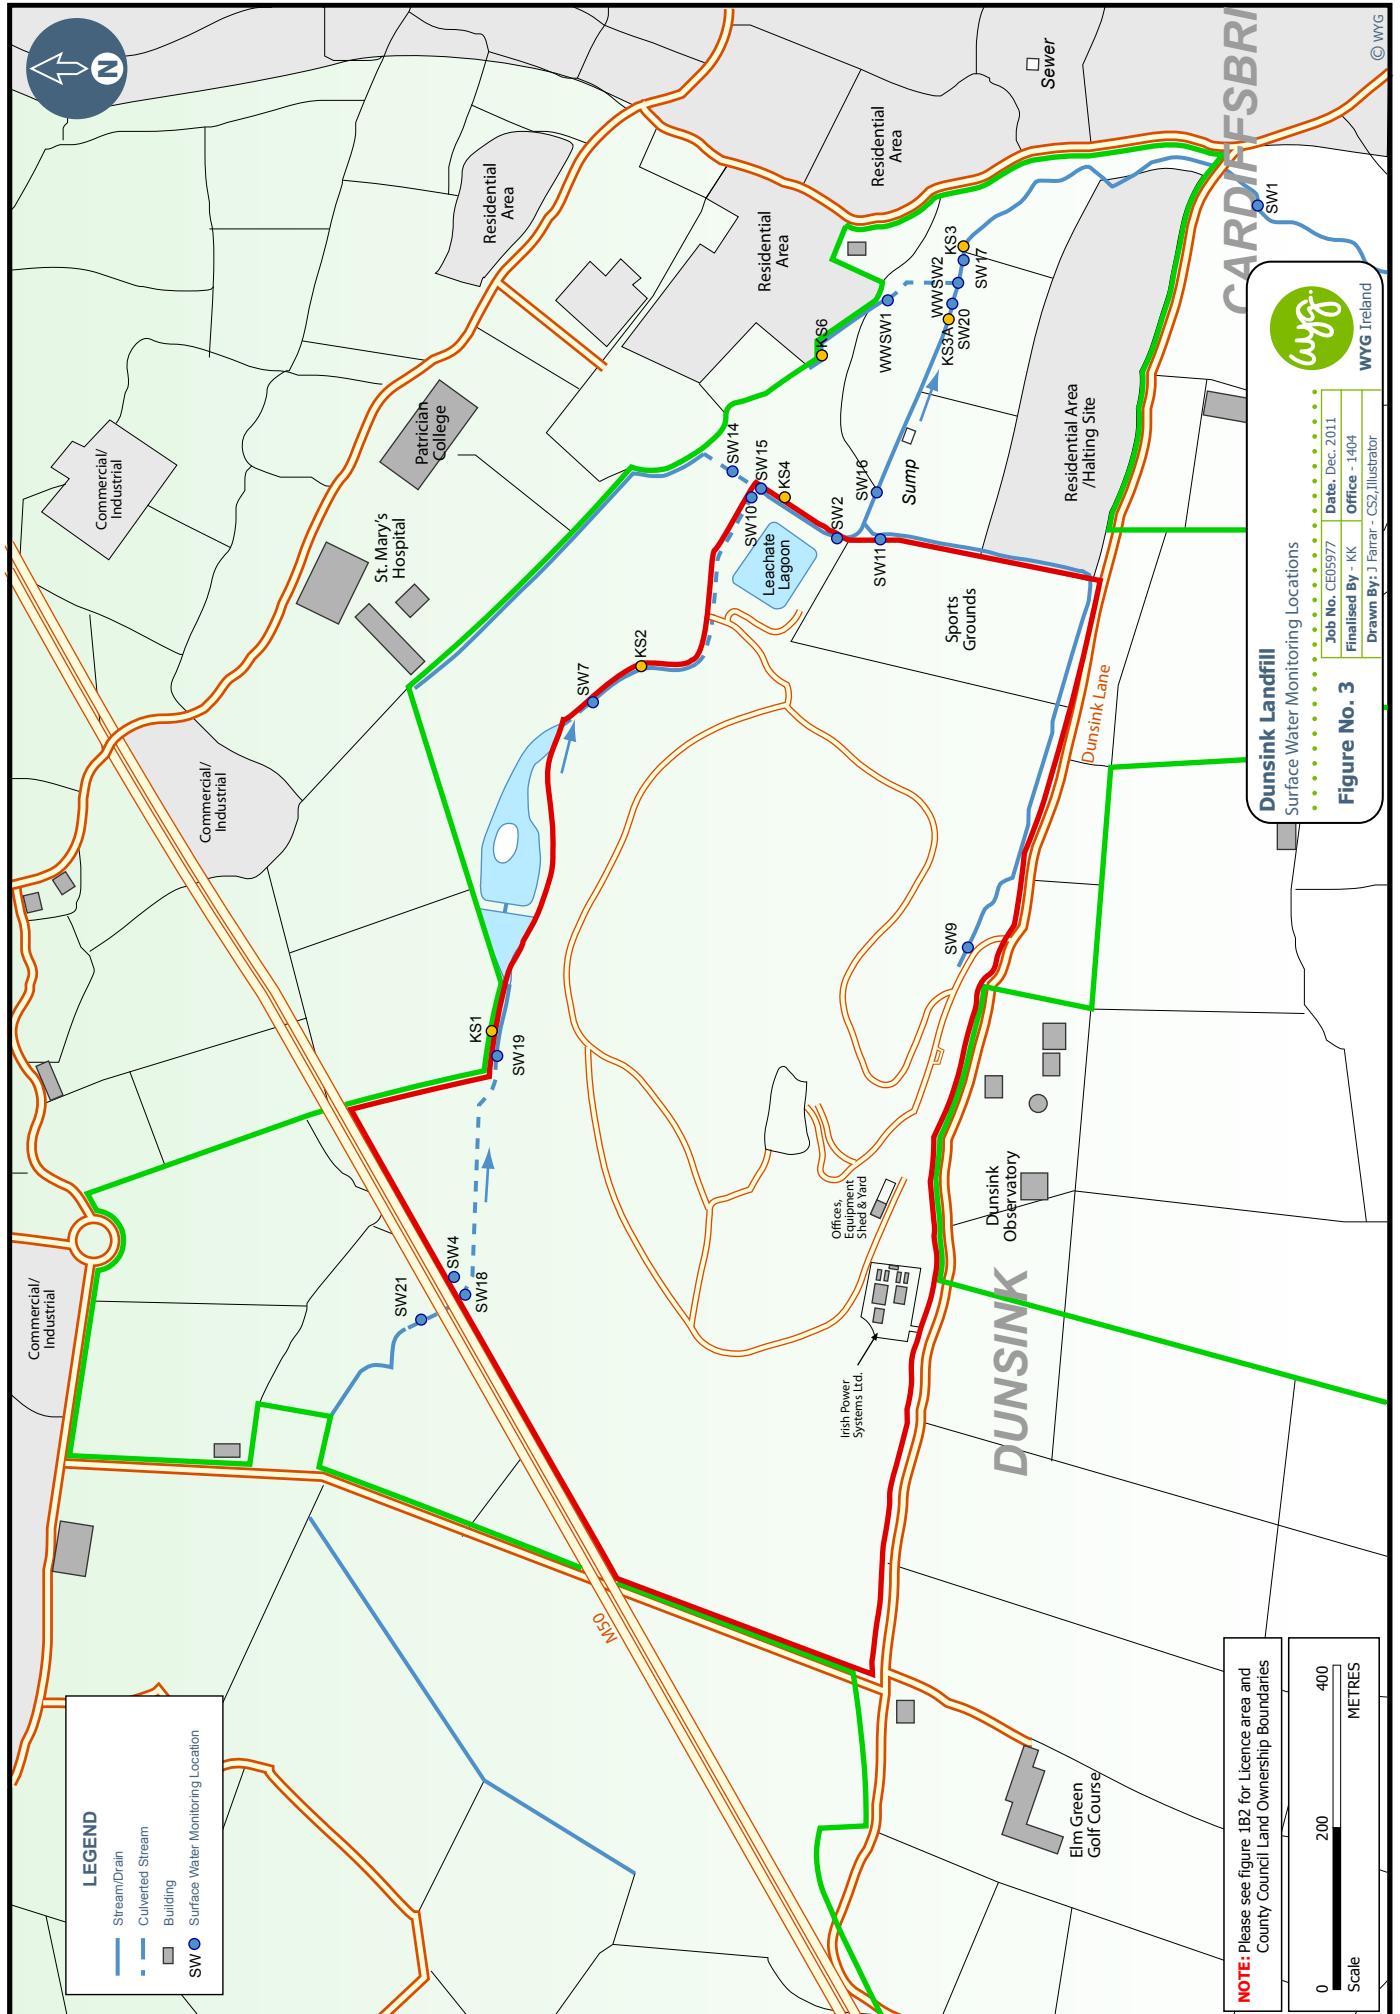 N
Commercial/
Industrial
Residential
Area
Sewer
CARDIFFSBRI
© WYG
Residential
Area
Residential
Area
Patrician
College
St. Mary's
Hospital
Commercial/
Industrial
Commercial/
Industrial
KS6
WWSW1
WWSW2
KS3
SW17
KS3A
SW20
SW1
SW14
SW15
SW10
KS4
SW16
Sump
SW2
SW11
Leachate
Lagoon
Residential Area
/Halting Site
Sports
Grounds
KS2
SW7
Dunsink Lane
SW9
KS1
SW19
SW4
SW18
SW21
Offices,
Equipment
Shed & Yard
Irish Power
Systems Ltd.
Dunsink
Observatory
DUNSINK
M50
Elm Green
Golf Course
LEGEND
Stream/Drain
Culverted Stream
Building
SW Surface Water Monitoring Location
NOTE: Please see figure 1B2 for Licence area and
County Council Land Ownership Boundaries
0 200 400
Scale METRES
Dunsink Landfill
Surface Water Monitoring Locations
Figure No. 3
Job No. CE05977 Date. Dec. 2011
Finalised By - KK Office - 1404
Drawn By: J Farrar - CS2,Illustrator
wyg
WYG Ireland